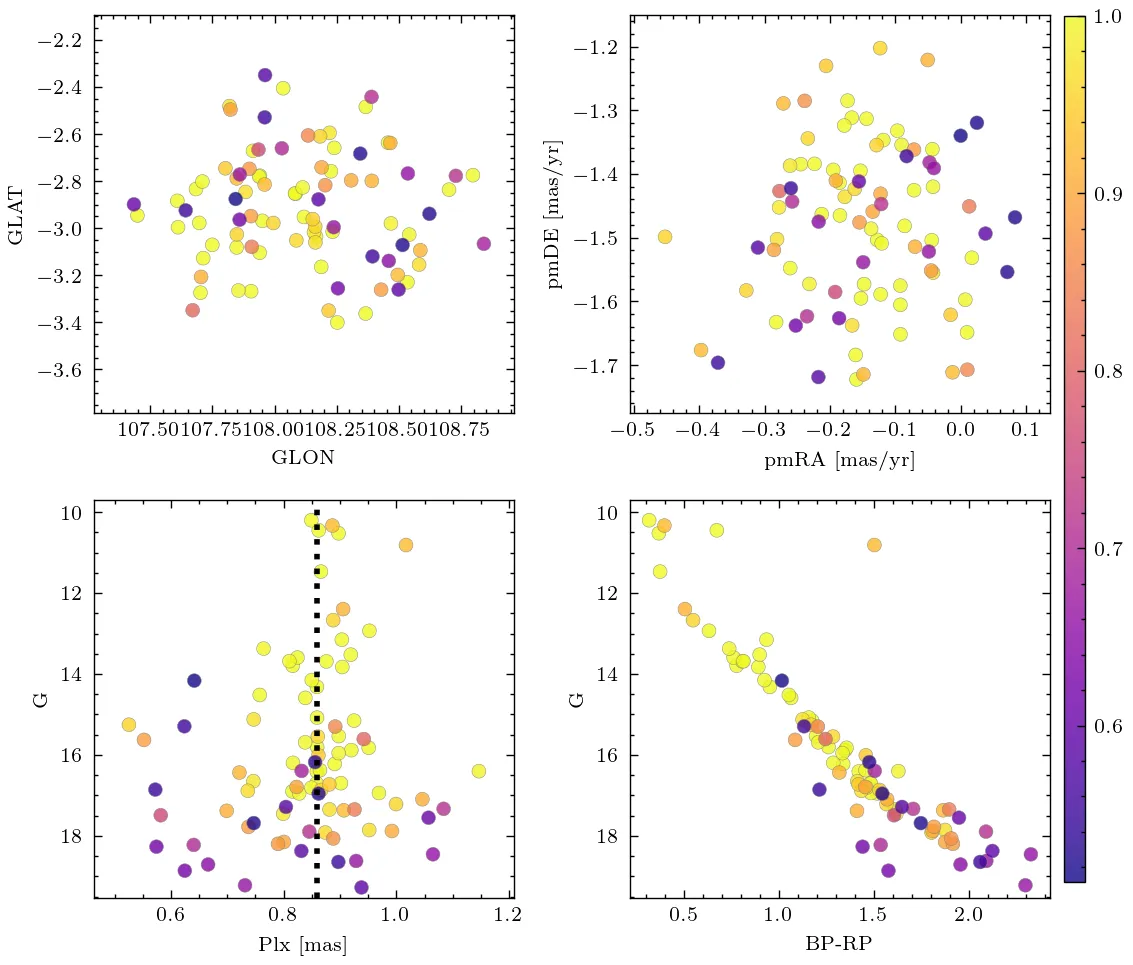 −2.2
−2.4
−2.6
−2.8
−3.0
−3.2
−3.4
−3.6
GLAT
107.50107.75108.00108.25108.50108.75
GLON
−1.2
−1.3
−1.4
−1.5
−1.6
−1.7
pmDE [mas/yr]
−0.5 −0.4 −0.3 −0.2 −0.1 0.0 0.1
pmRA [mas/yr]
10
12
14
16
18
G
0.6 0.8 1.0 1.2
Plx [mas]
10
12
14
16
18
G
0.5 1.0 1.5 2.0
BP-RP
1.0
0.9
0.8
0.7
0.6